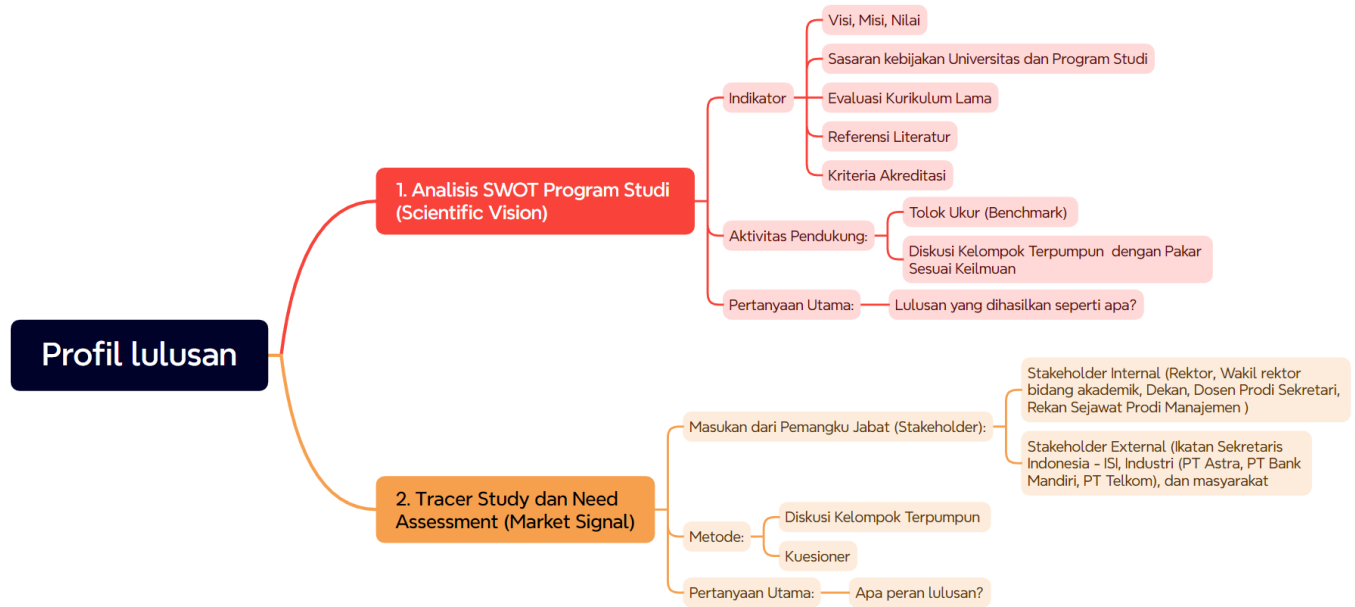 Profil lulusan
1. Analisis SWOT Program Studi
(Scientific Vision)
Indikator
Visi, Misi, Nilai
Sasaran kebijakan Universitas dan Program Studi
Evaluasi Kurikulum Lama
Referensi Literatur
Kriteria Akreditasi
Aktivitas Pendukung:
Tolok Ukur (Benchmark)
Diskusi Kelompok Terpumpun dengan Pakar
Sesuai Keilmuan
Pertanyaan Utama:
Lulusan yang dihasilkan seperti apa?
2. Tracer Study dan Need
Assessment (Market Signal)
Masukan dari Pemangku Jabat (Stakeholder):
Stakeholder Internal (Rektor, Wakil rektor
bidang akademik, Dekan, Dosen Prodi Sekretari,
Rekan Sejawat Prodi Manajemen )
Stakeholder External (Ikatan Sekretaris
Indonesia - ISI, Industri (PT Astra, PT Bank
Mandiri, PT Telkom), dan masyarakat
Metode:
Diskusi Kelompok Terpumpun
Kuesioner
Pertanyaan Utama:
Apa peran lulusan?